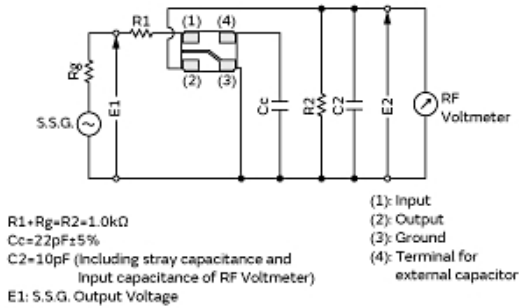 R1
(1)
(4)
(2)
(3)
Rg
S.S.G.
E1
Cc
R2
C2
E2
RF
Voltmeter
R1+Rg=R2=1.0kΩ
Cc=22pF±5%
C2=10pF (Including stray capacitance and
Input capacitance of RF Voltmeter)
E1: S.S.G. Output Voltage
(1): Input
(2): Output
(3): Ground
(4): Terminal for
external capacitor